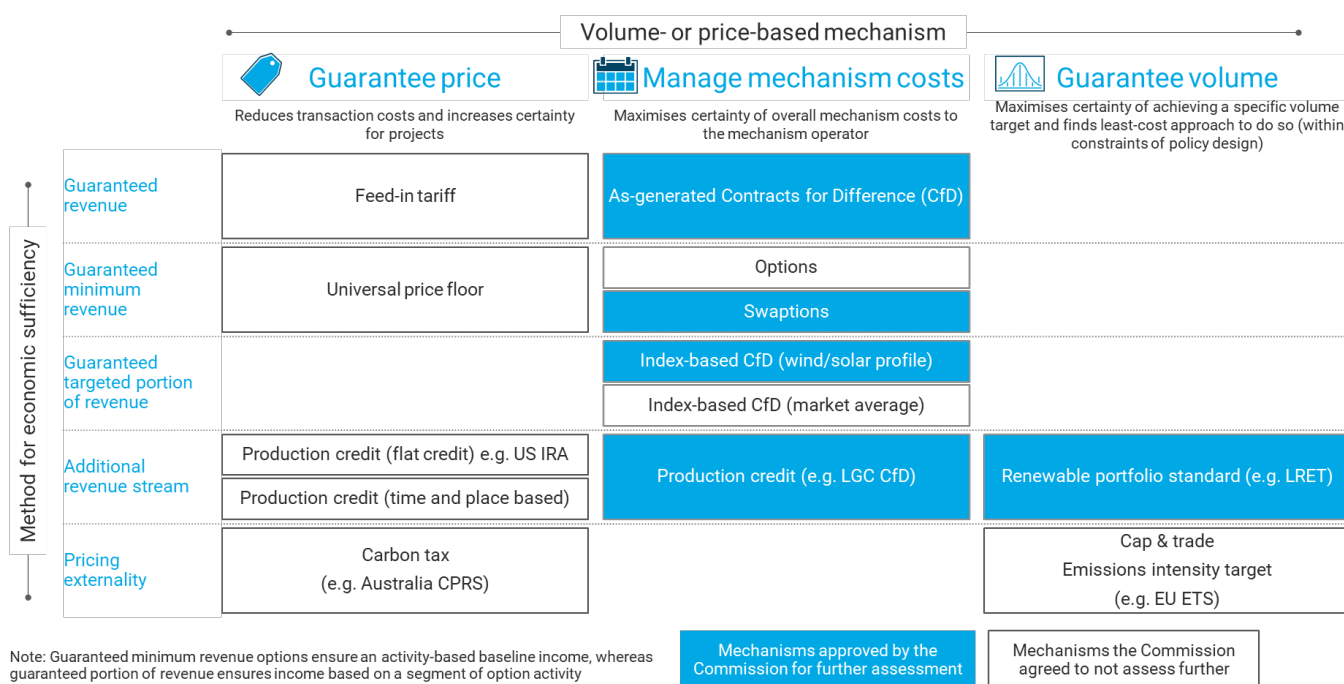 Volume- or price-based mechanism
Guarantee price
Manage mechanism costs
Guarantee volume
Reduces transaction costs and increases certainty
for projects
Maximises certainty of overall mechanism costs to
the mechanism operator
Maximises certainty of achieving a specific volume
target and finds least-cost approach to do so (within
constraints of policy design)
Method for economic sufficiency
Guaranteed
revenue
Feed-in tariff
As-generated Contracts for Difference (CfD)
Guaranteed
minimum
revenue
Universal price floor
Options
Swaptions
Guaranteed
targeted portion
of revenue
Index-based CfD (wind/solar profile)
Index-based CfD (market average)
Additional
revenue stream
Production credit (flat credit) e.g. US IRA
Production credit (time and place based)
Production credit (e.g. LGC CfD)
Renewable portfolio standard (e.g. LRET)
Pricing
externality
Carbon tax
(e.g. Australia CPRS)
Cap & trade
Emissions intensity target
(e.g. EU ETS)
Note: Guaranteed minimum revenue options ensure an activity-based baseline income, whereas
guaranteed portion of revenue ensures income based on a segment of option activity
Mechanisms approved by the
Commission for further assessment
Mechanisms the Commission
agreed to not assess further